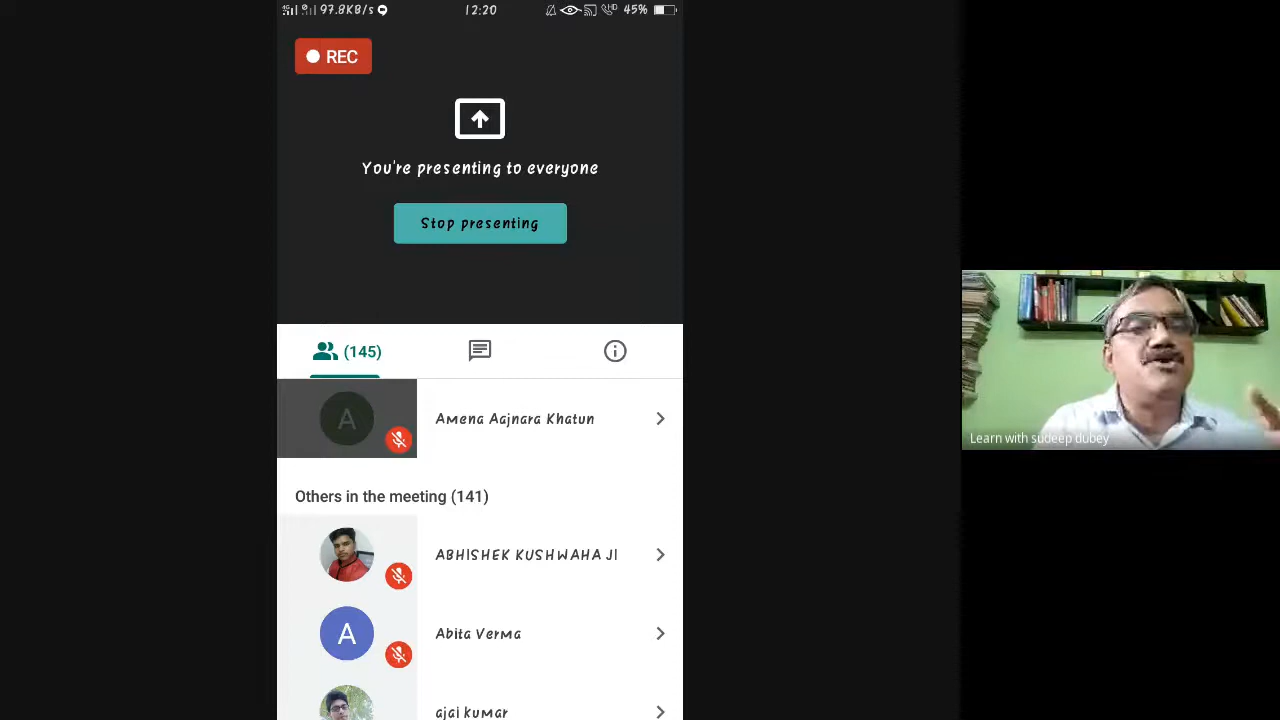 97.8KB/s 12:20 45%
REC
You're presenting to everyone
Stop presenting
(145)
A
Amena Aajnara Khatun
Others in the meeting (141)
ABHISHEK KUSHWAHA JI
A
Abita Verma
ajai kumar
Learn with sudeep dubey